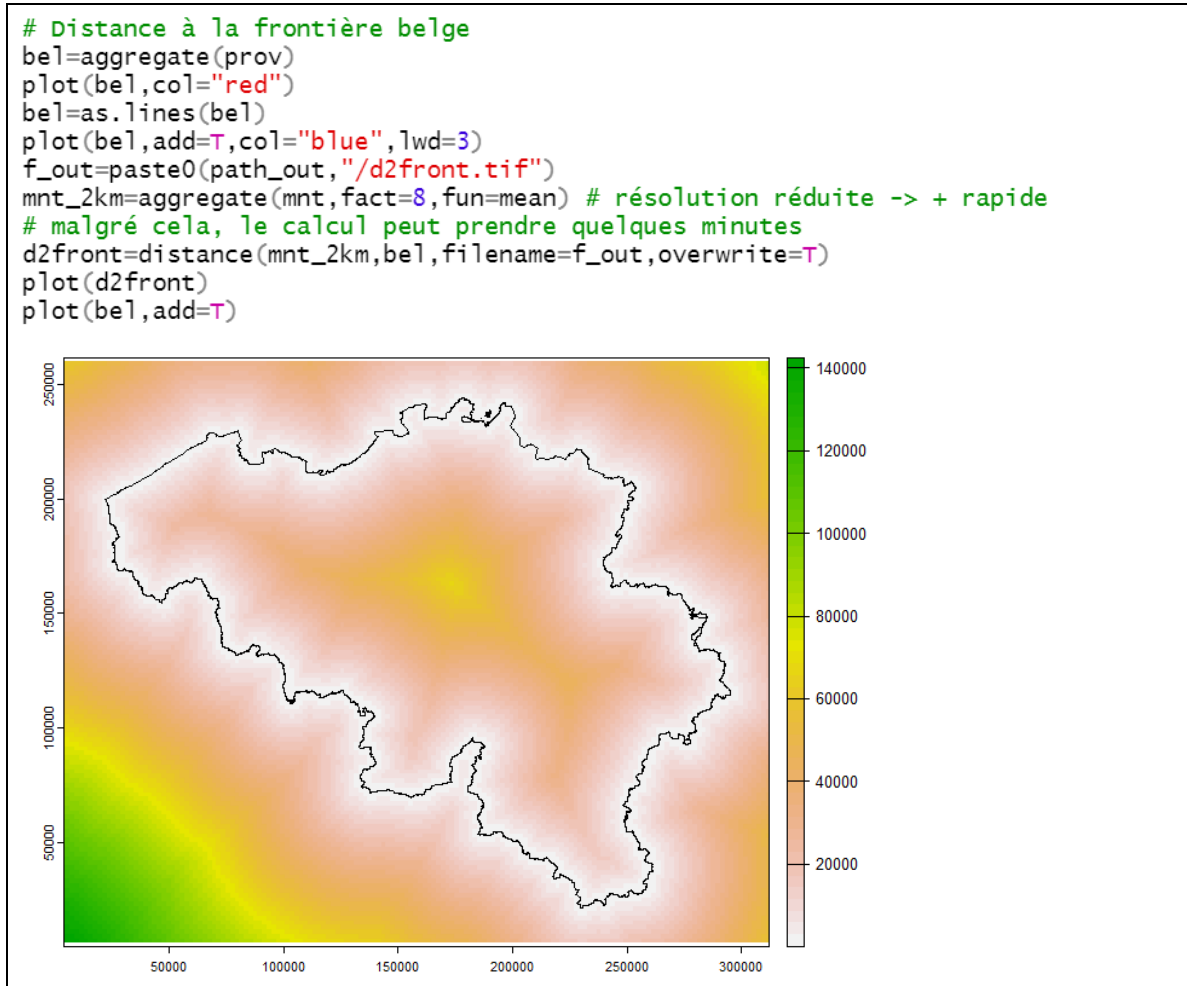 # Distance à la frontière belge
bel=aggregate(prov)
plot(bel,col="red")
bel=as.lines(bel)
plot(bel,add=T,col="blue",lwd=3)
f_out=paste0(path_out,"/d2front.tif")
mnt_2km=aggregate(mnt,fact=8,fun=mean) # résolution réduite -> + rapide
# malgré cela, le calcul peut prendre quelques minutes
d2front=distance(mnt_2km,bel,filename=f_out,overwrite=T)
plot(d2front)
plot(bel,add=T)
250000
200000
150000
100000
50000
50000 100000 150000 200000 250000 300000
140000
120000
100000
80000
60000
40000
20000